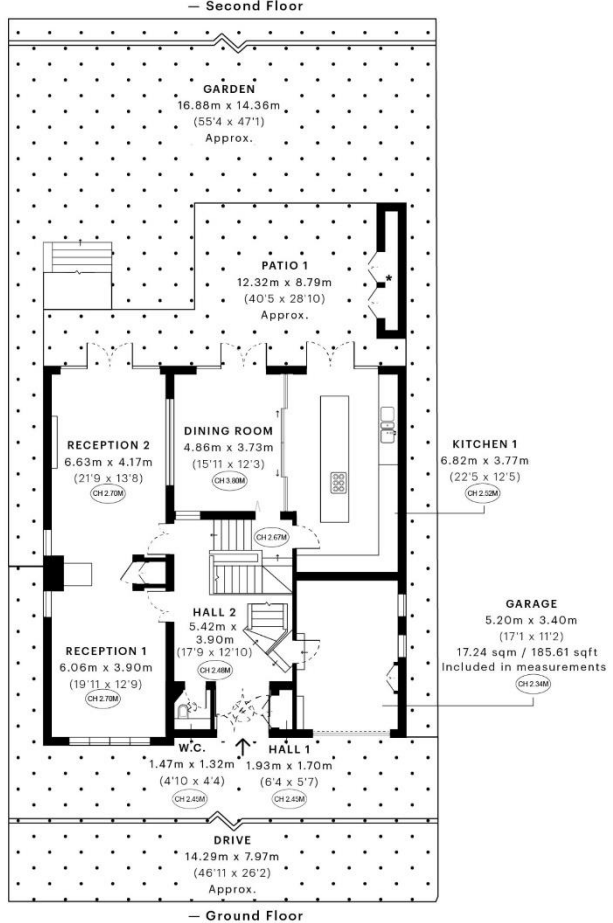 — Second Floor
GARDEN
16.88m x 14.36m
(55'4 x 47'1)
Approx.
PATIO 1
12.32m x 8.79m
(40'5 x 28'10)
Approx.
*
RECEPTION 2
6.63m x 4.17m
(21'9 x 13'8)
CH 2.70M
DINING ROOM
4.86m x 3.73m
(15'11 x 12'3)
CH 3.80M
KITCHEN 1
6.82m x 3.77m
(22'5 x 12'5)
CH 2.52M
CH 2.67M
HALL 2
5.42m x
3.90m
(17'9 x 12'10)
CH 2.48M
GARAGE
5.20m x 3.40m
(17'1 x 11'2)
17.24 sqm / 185.61 sqft
Included in measurements
CH 2.34M
RECEPTION 1
6.06m x 3.90m
(19'11 x 12'9)
CH 2.70M
W.C.
1.47m x 1.32m
(4'10 x 4'4)
CH 2.45M
HALL 1
1.93m x 1.70m
(6'4 x 5'7)
CH 2.45M
DRIVE
14.29m x 7.97m
(46'11 x 26'2)
Approx.
— Ground Floor